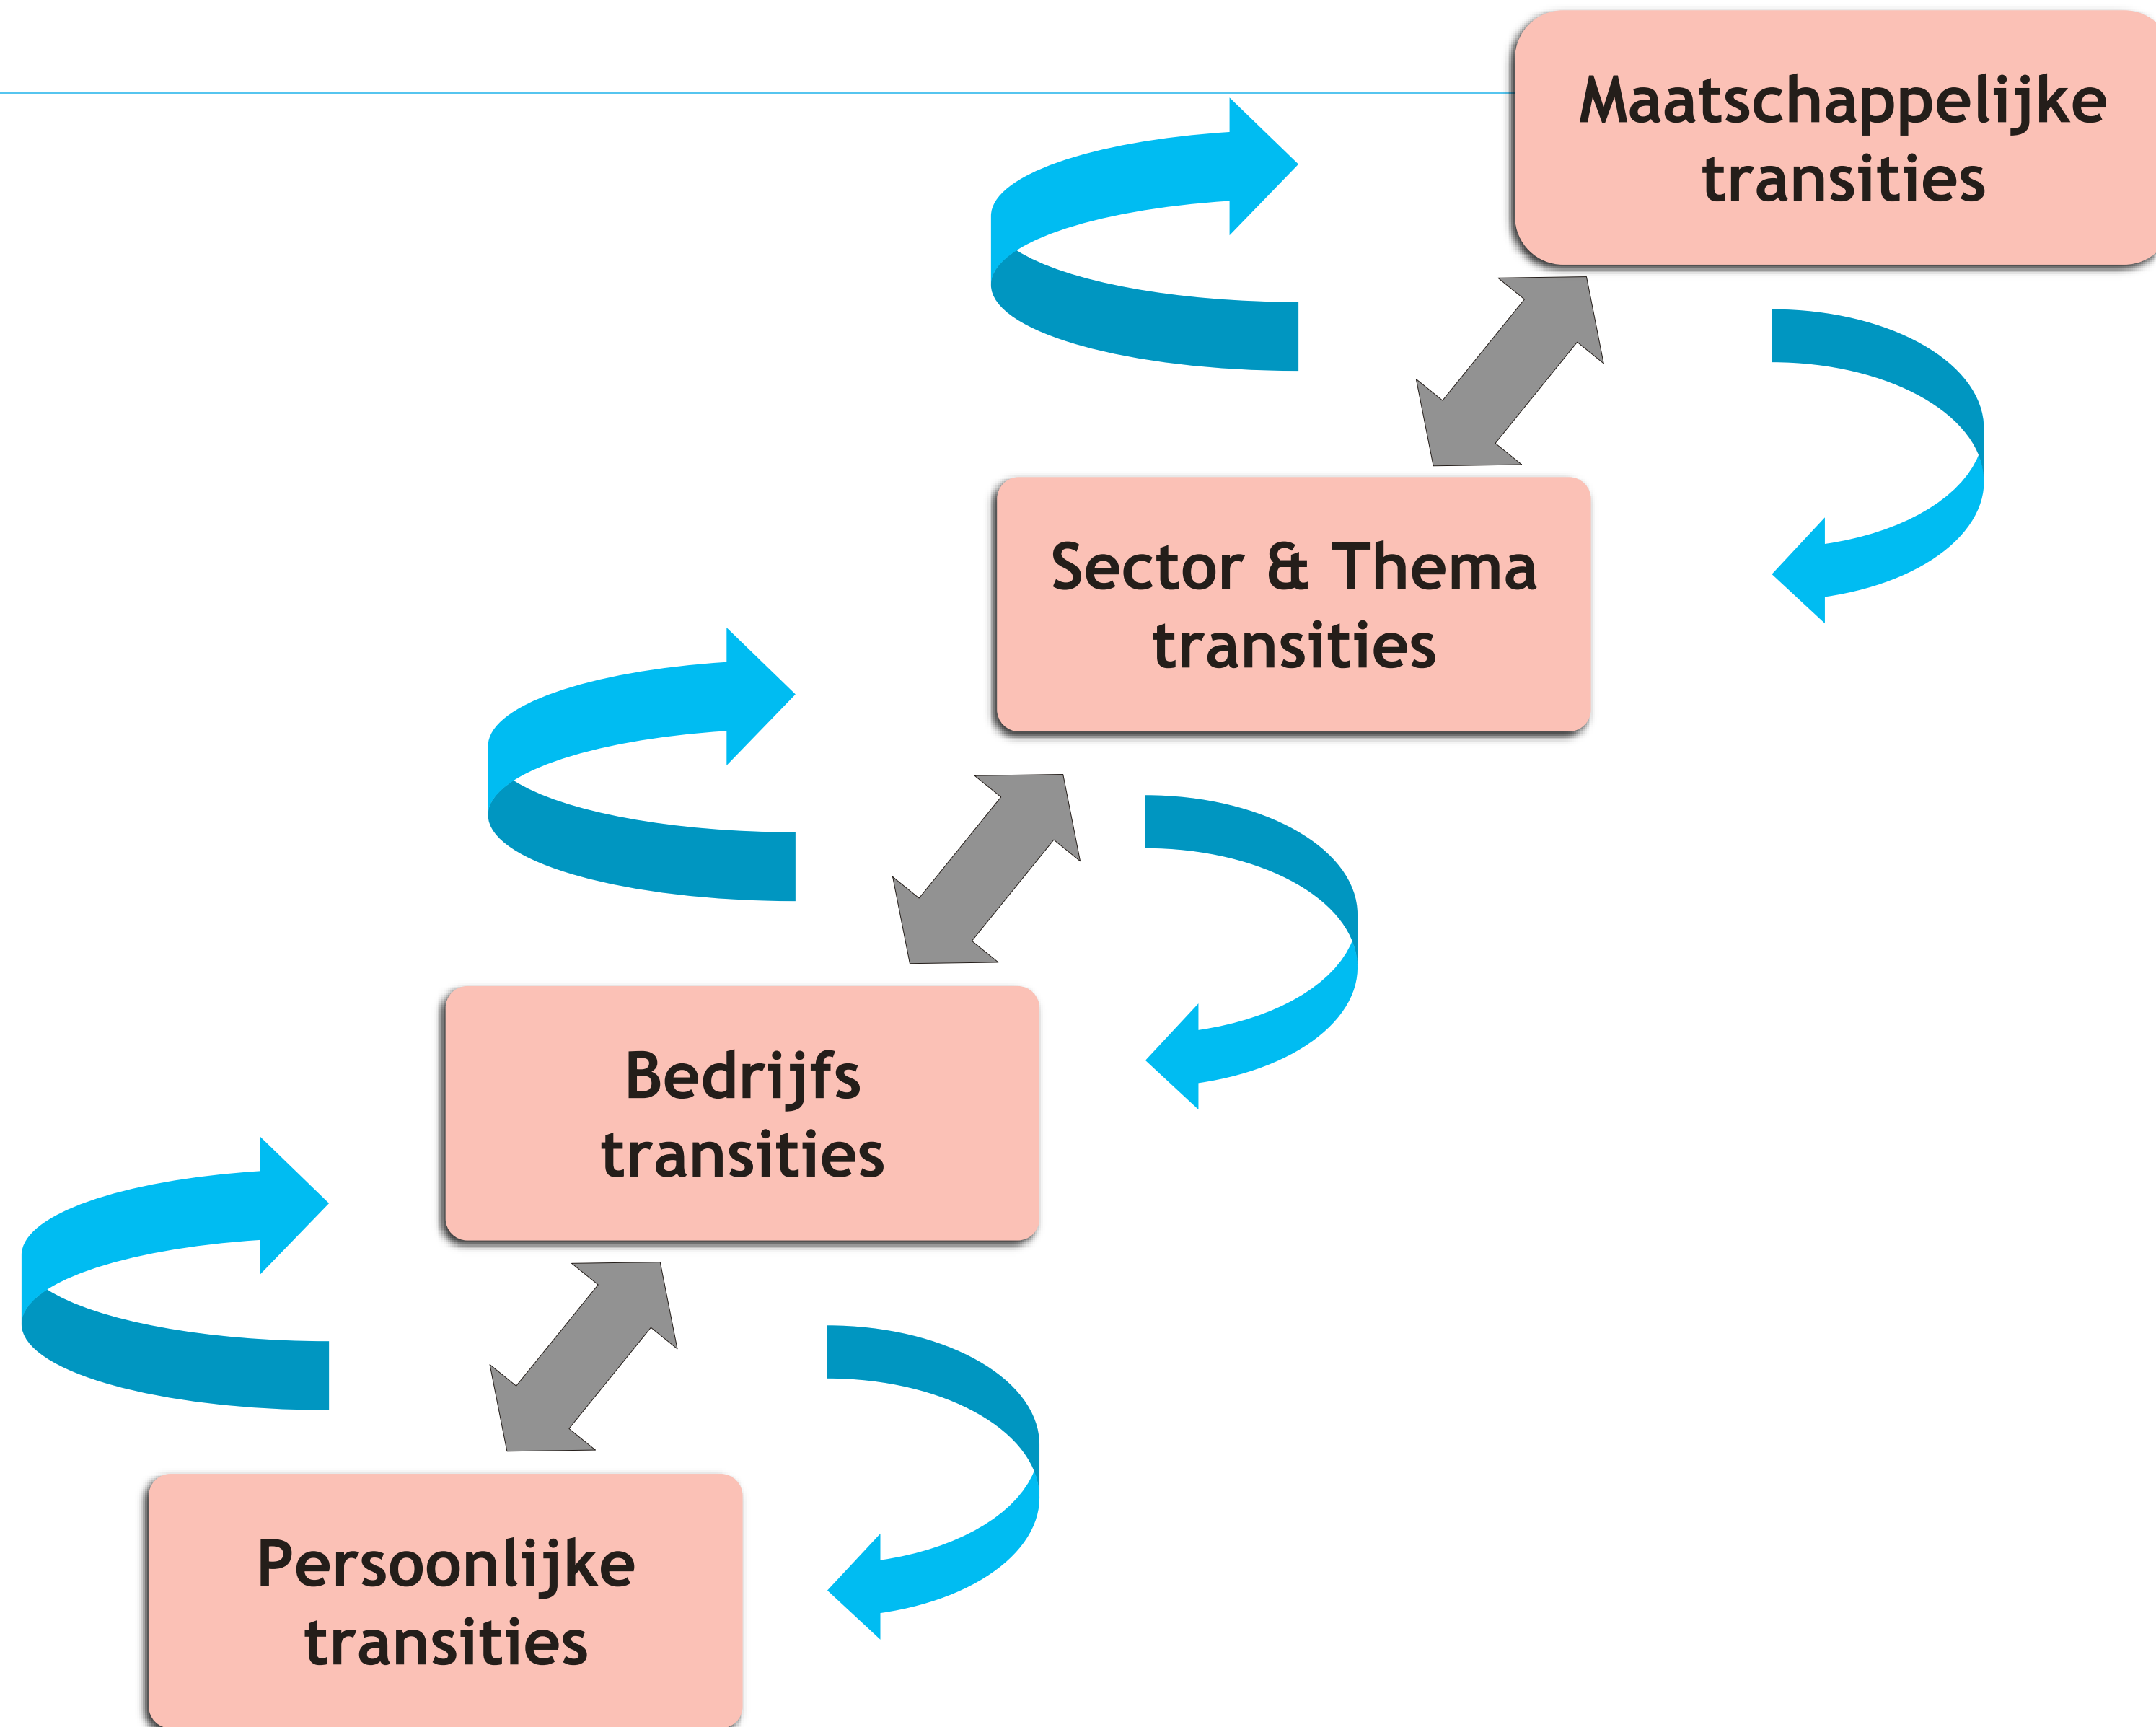 Maatschappelijke
transities
Sector & Thema
transities
Bedrijfs
transities
Persoonlijke
transities